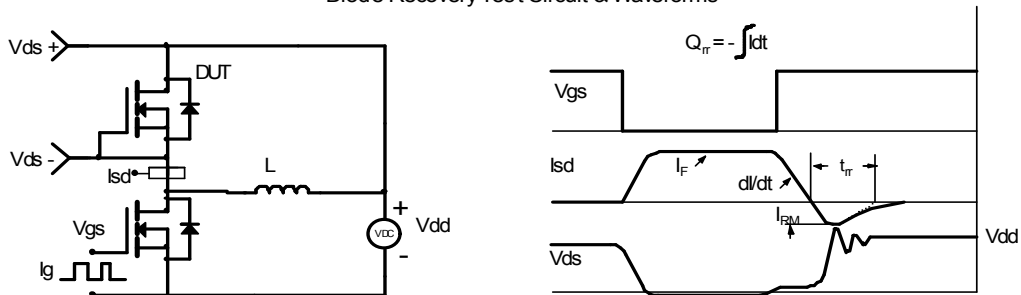 Diode Recovery Test Circuit & Waveforms
Vds +
DUT
Vds -
Isd
L
Vgs
Ig
VDC
+
Vdd
-
Qrr = - ∫Idt
Vgs
Isd
IF
dI/dt
trr
IRM
Vds
Vdd